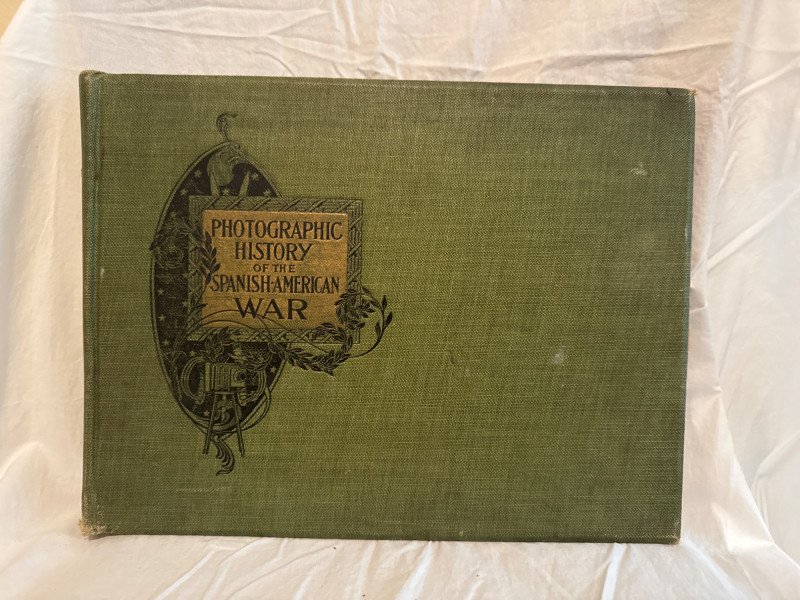 PHOTOGRAPHIC
HISTORY
OF THE
SPANISH-AMERICAN
WAR